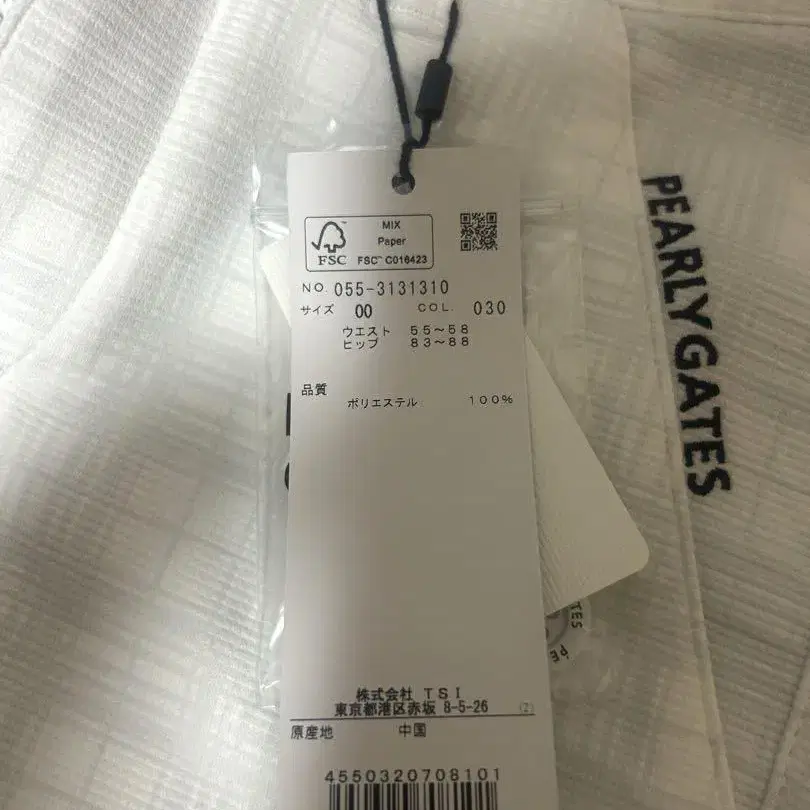 MIX
Paper
FSC™ C016423
FSC
NO. 055-3131310
サイズ 00 COL. 030
ウエスト 55～58
ヒップ 83～88
品質
ポリエステル 100%
株式会社 TSI
東京都港区赤坂 8-5-26 (2)
原産地 中国
4550320708101
PEARLY GATES